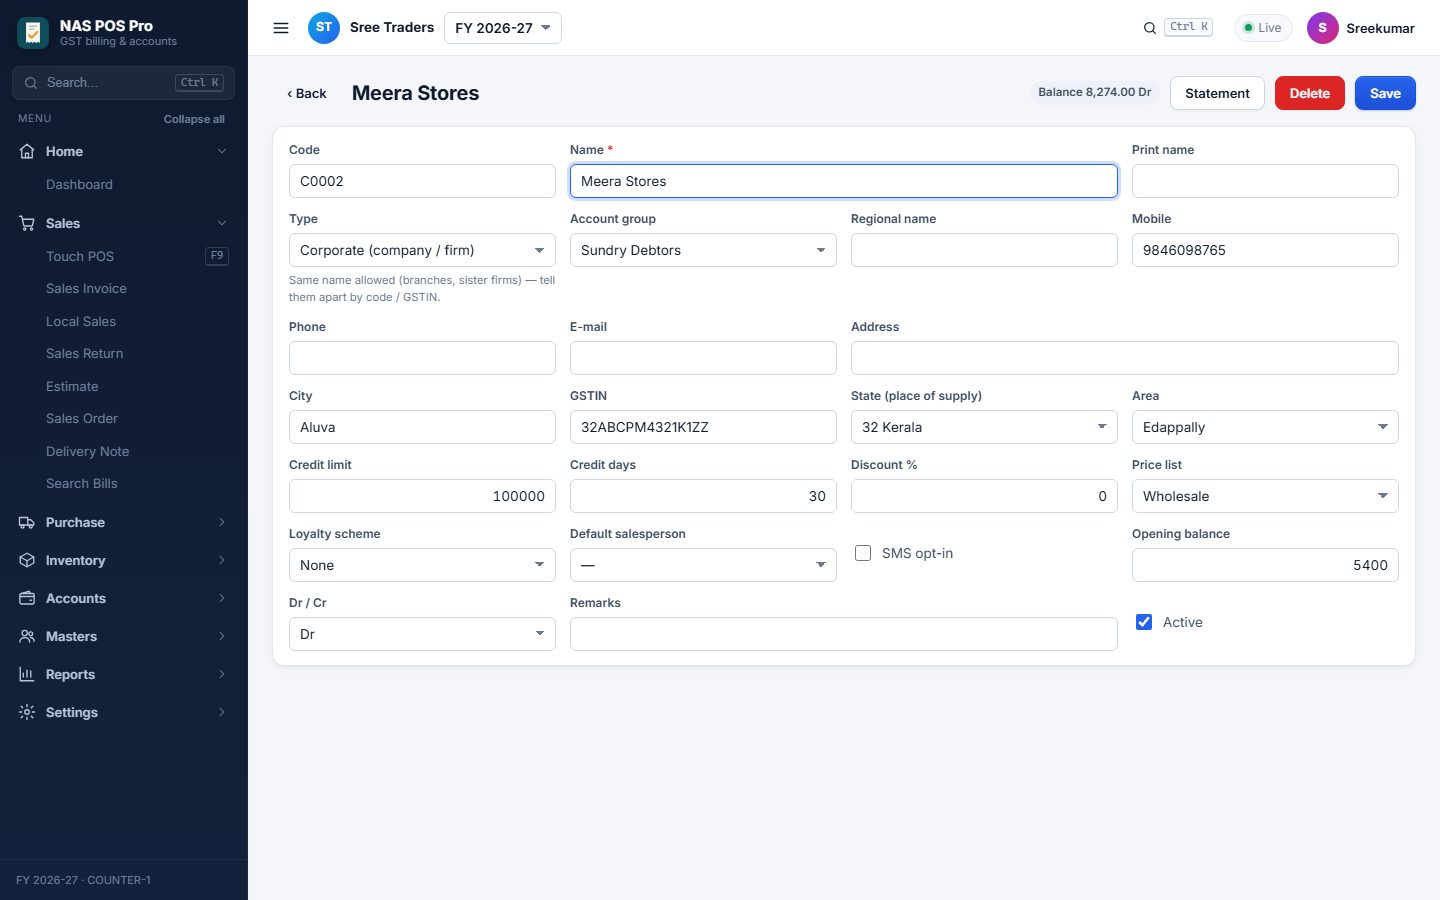 NAS POS Pro
GST billing & accounts
Search... Ctrl K
MENU Collapse all
Home
Dashboard
Sales
Touch POS F9
Sales Invoice
Local Sales
Sales Return
Estimate
Sales Order
Delivery Note
Search Bills
Purchase
Inventory
Accounts
Masters
Reports
Settings
FY 2026-27 · COUNTER-1
ST Sree Traders FY 2026-27 Ctrl K Live S Sreekumar
‹ Back Meera Stores Balance 8,274.00 Dr Statement Delete Save
Code Name * Print name
C0002 Meera Stores
Type Account group Regional name Mobile
Corporate (company / firm) Sundry Debtors 9846098765
Same name allowed (branches, sister firms) — tell
them apart by code / GSTIN.
Phone E-mail Address
City GSTIN State (place of supply) Area
Aluva 32ABCPM4321K1ZZ 32 Kerala Edappally
Credit limit Credit days Discount % Price list
100000 30 0 Wholesale
Loyalty scheme Default salesperson SMS opt-in Opening balance
None — 5400
Dr / Cr Remarks Active
Dr